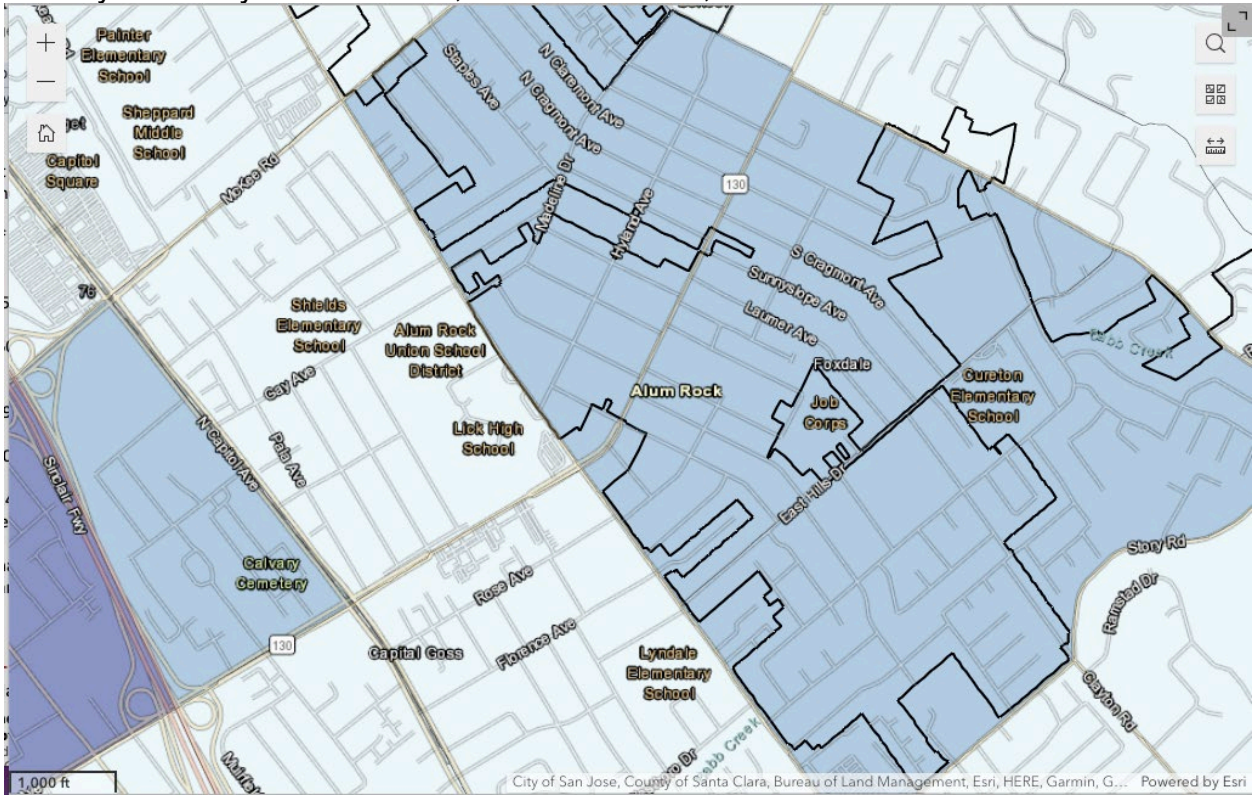 Painter
Elementary
School
Sheppard
Middle
School
Capitol
Square
McKee Rd
Staples Ave
N Claremont Ave
N Cragmont Ave
Madeline Dr
Hyland Ave
130
S Cragmont Ave
Sunnyslope Ave
Laumer Ave
76
Shields
Elementary
School
Alum Rock
Union School
District
Gay Ave
Foxdale
Alum Rock
Job
Corps
Cureton
Elementary
School
Babb Creek
Lick High
School
N Capitol Ave
Pala Ave
Sinclair Fwy
East Hills Dr
Story Rd
Calvary
Cemetery
Rose Ave
Ramstad Dr
130
Capital Goss
Florence Ave
Lyndale
Elementary
School
Clayton Rd
1,000 ft
City of San Jose, County of Santa Clara, Bureau of Land Management, Esri, HERE, Garmin, G...
Powered by Esri